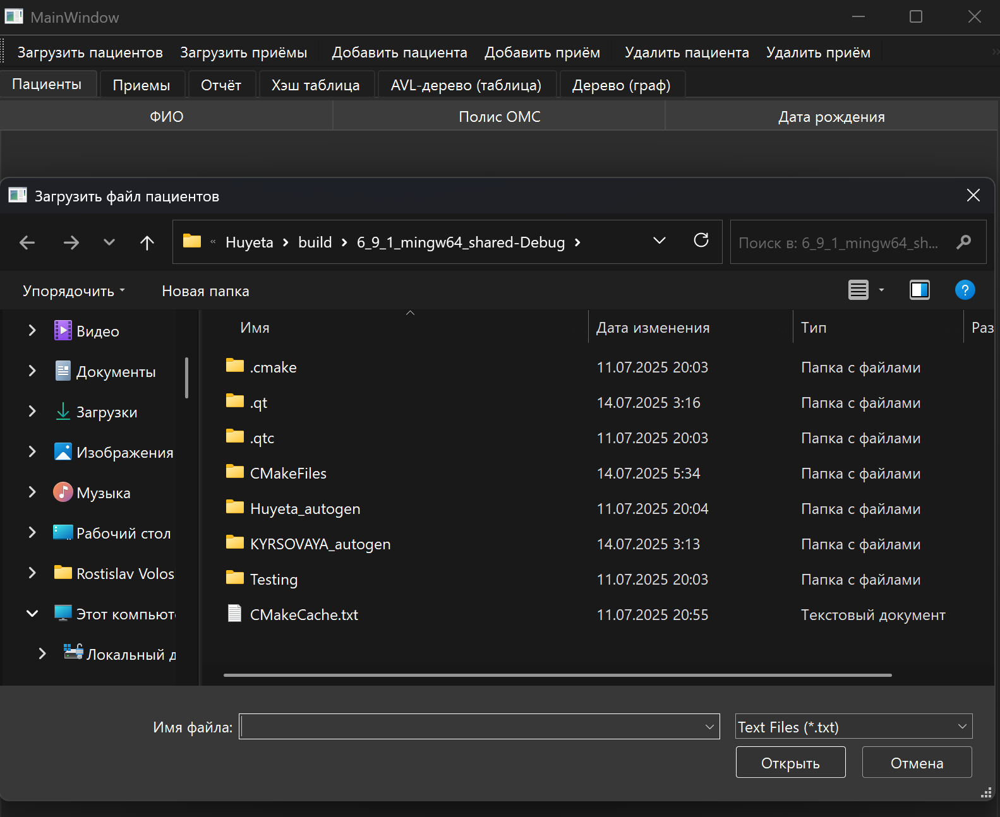 MainWindow
Загрузить пациентов Загрузить приёмы Добавить пациента Добавить приём Удалить пациента Удалить приём
Пациенты Приемы Отчёт Хэш таблица AVL-дерево (таблица) Дерево (граф)
ФИО Полис ОМС Дата рождения
Загрузить файл пациентов
« Huyeta > build > 6_9_1_mingw64_shared-Debug > Поиск в: 6_9_1_mingw64_sh...
Упорядочить Новая папка ?
Имя Дата изменения Тип Раз
Видео
Документы
Загрузки
Изображения
Музыка
Рабочий стол
Rostislav Volos
Этот компьют
Локальный д
.cmake 11.07.2025 20:03 Папка с файлами
.qt 14.07.2025 3:16 Папка с файлами
.qtc 11.07.2025 20:03 Папка с файлами
CMakeFiles 14.07.2025 5:34 Папка с файлами
Huyeta_autogen 11.07.2025 20:04 Папка с файлами
KYRSOVAYA_autogen 14.07.2025 3:13 Папка с файлами
Testing 11.07.2025 20:03 Папка с файлами
CMakeCache.txt 11.07.2025 20:55 Текстовый документ
Имя файла: Text Files (*.txt)
Открыть Отмена